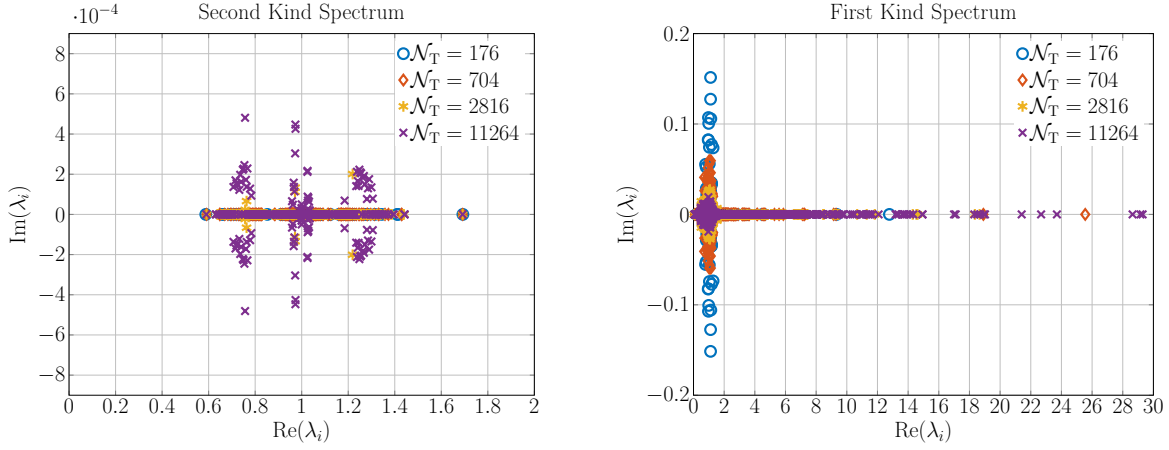 Second Kind Spectrum
·10⁻⁴
8
6
4
2
0
−2
−4
−6
−8
Im(λᵢ)
0 0.2 0.4 0.6 0.8 1 1.2 1.4 1.6 1.8 2
Re(λᵢ)
𝒩_T = 176
𝒩_T = 704
𝒩_T = 2816
𝒩_T = 11264
First Kind Spectrum
0.2
0.1
0
−0.1
−0.2
Im(λᵢ)
0 2 4 6 8 10 12 14 16 18 20 22 24 26 28 30
Re(λᵢ)
𝒩_T = 176
𝒩_T = 704
𝒩_T = 2816
𝒩_T = 11264